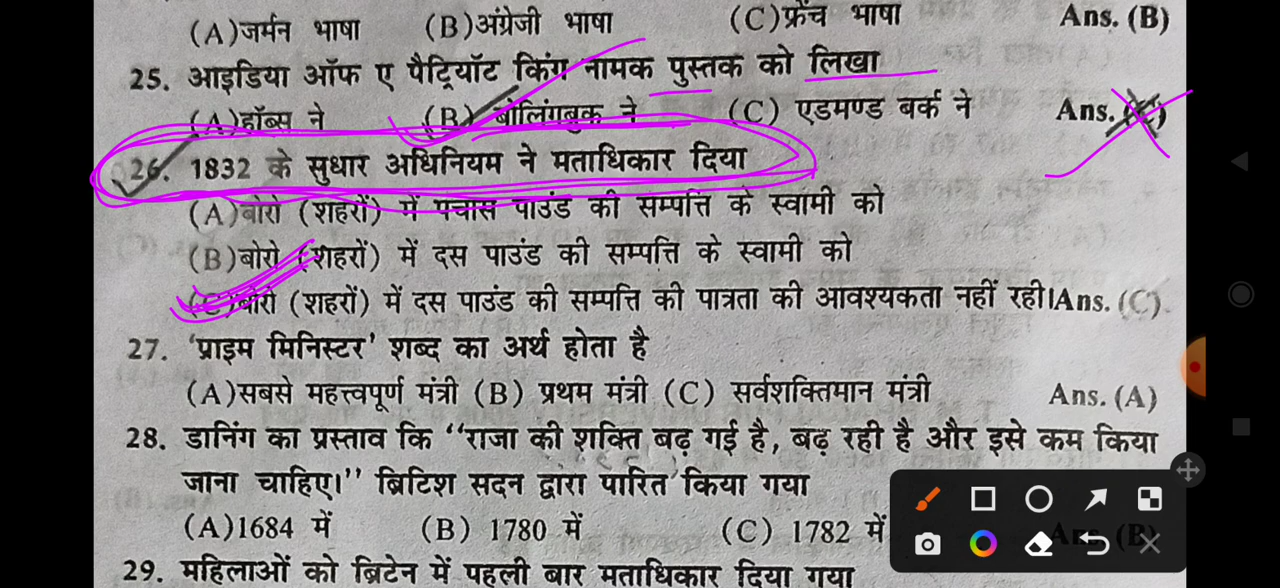 (A)जर्मन भाषा (B)अंग्रेजी भाषा (C)फ्रेंच भाषा Ans. (B)
25. आइडिया ऑफ ए पैट्रियॉट किंग नामक पुस्तक को लिखा
(A)हॉब्स ने (B) बोलिंगब्रुक ने (C) एडमण्ड बर्क ने Ans.
26. 1832 के सुधार अधिनियम ने मताधिकार दिया
(A)बोरो (शहरों) में पचास पाउंड की सम्पत्ति के स्वामी को
(B)बोरो (शहरों) में दस पाउंड की सम्पत्ति के स्वामी को
(C)बोरो (शहरों) में दस पाउंड की सम्पत्ति की पात्रता की आवश्यकता नहीं रही।Ans. (C)
27. 'प्राइम मिनिस्टर' शब्द का अर्थ होता है
(A)सबसे महत्त्वपूर्ण मंत्री (B) प्रथम मंत्री (C) सर्वशक्तिमान मंत्री Ans. (A)
28. डानिंग का प्रस्ताव कि “राजा की शक्ति बढ़ गई है, बढ़ रही है और इसे कम किया
जाना चाहिए।” ब्रिटिश सदन द्वारा पारित किया गया
(A)1684 में (B) 1780 में (C) 1782 में Ans. (B)
29. महिलाओं को ब्रिटेन में पहली बार मताधिकार दिया गया